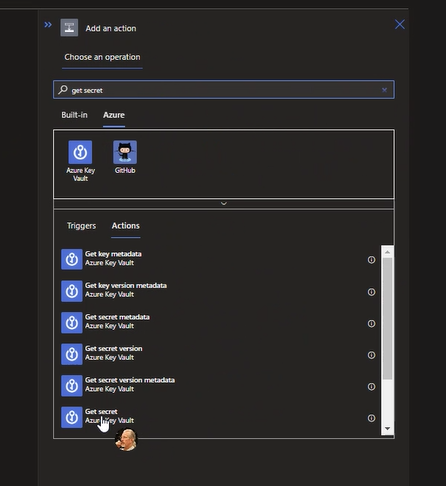 Add an action
Choose an operation
get secret
Built-in Azure
Azure Key
Vault
GitHub
Triggers Actions
Get key metadata
Azure Key Vault
Get key version metadata
Azure Key Vault
Get secret metadata
Azure Key Vault
Get secret version
Azure Key Vault
Get secret version metadata
Azure Key Vault
Get secret
Azure Key Vault